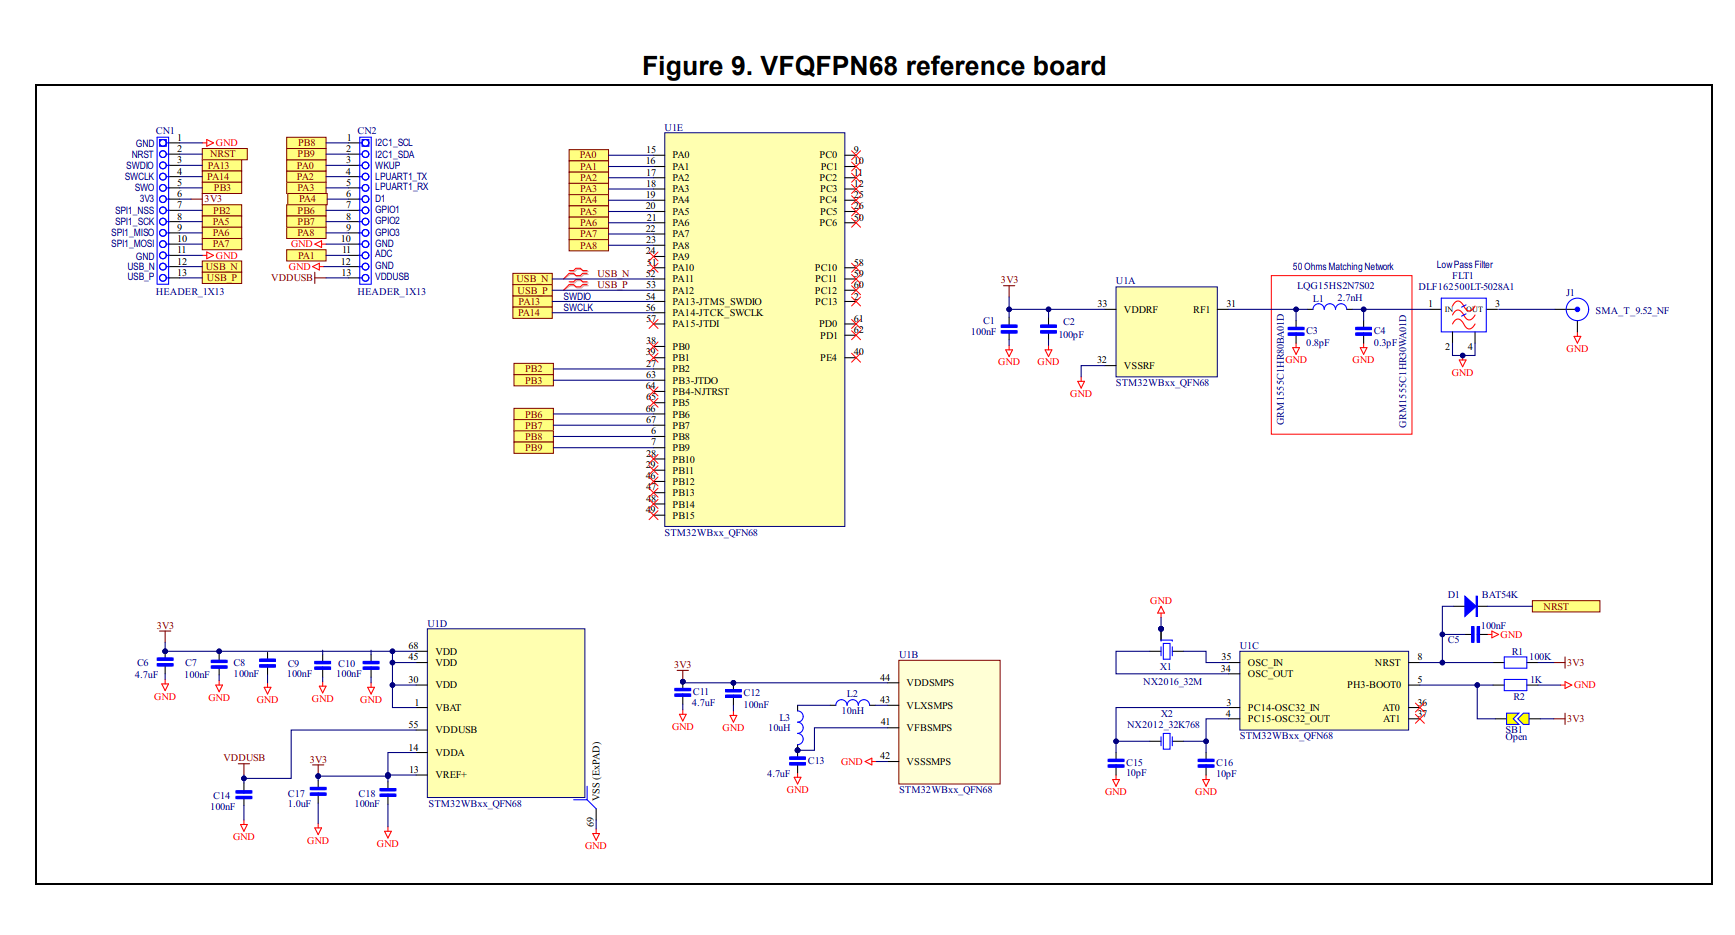 Figure 9. VFQFPN68 reference board
CN1
GND 1 GND
NRST 2 NRST
SWDIO 3 PA13
SWCLK 4 PA14
SWO 5 PB3
3V3 6 3V3
SPI1_NSS 7 PB2
SPI1_SCK 8 PA5
SPI1_MISO 9 PA6
SPI1_MOSI 10 PA7
GND 11 GND
USB_N 12 USB_N
USB_P 13 USB_P
HEADER_1X13
CN2
PB8 1 I2C1_SCL
PB9 2 I2C1_SDA
PA0 3 WKUP
PA2 4 LPUART1_TX
PA3 5 LPUART1_RX
PA4 6 D1
PB6 7 GPIO1
PB7 8 GPIO2
PA8 9 GPIO3
GND 10 GND
PA1 11 ADC
GND 12 GND
VDDUSB 13 VDDUSB
HEADER_1X13
U1E
PA0 15 PA0
PA1 16 PA1
PA2 17 PA2
PA3 18 PA3
PA4 19 PA4
PA5 20 PA5
PA6 21 PA6
PA7 22 PA7
PA8 23 PA8
24 PA9
51 PA10
USB_N USB_N 52 PA11
USB_P USB_P 53 PA12
PA13 SWDIO 54 PA13-JTMS_SWDIO
PA14 SWCLK 56 PA14-JTCK_SWCLK
57 PA15-JTDI
38 PB0
39 PB1
PB2 27 PB2
PB3 63 PB3-JTDO
64 PB4-NJTRST
65 PB5
PB6 66 PB6
PB7 67 PB7
PB8 6 PB8
PB9 7 PB9
28 PB10
29 PB11
46 PB12
47 PB13
48 PB14
49 PB15
PC0 9
PC1 10
PC2 11
PC3 12
PC4 25
PC5 26
PC6 50
PC10 58
PC11 59
PC12 60
PC13 2
PD0 61
PD1 62
PE4 40
STM32WBxx_QFN68
3V3
C1
100nF
GND
C2
100pF
GND
U1A
33 VDDRF RF1 31
32 VSSRF
GND
STM32WBxx_QFN68
50 Ohms Matching Network
LQG15HS2N7S02
L1 2.7nH
C3
0.8pF
GND
GRM1555C1HR80BA01D
C4
0.3pF
GND
GRM1555C1HR30WA01D
Low Pass Filter
FLT1
DLF162500LT-5028A1
1 IN OUT 3
2 4
GND
J1
SMA_T_9.52_NF
GND
3V3
C6
4.7uF
GND
C7
100nF
GND
C8
100nF
GND
C9
100nF
GND
C10
100nF
GND
U1D
68 VDD
45 VDD
30 VDD
1 VBAT
55 VDDUSB
14 VDDA
13 VREF+
VSS (ExPAD)
69
GND
STM32WBxx_QFN68
VDDUSB
C14
100nF
GND
3V3
C17
1.0uF
GND
C18
100nF
GND
3V3
C11
4.7uF
GND
C12
100nF
GND
U1B
44 VDDSMPS
L2
10nH
43 VLXSMPS
L3
10uH
41 VFBSMPS
C13
4.7uF
GND
GND 42 VSSSMPS
STM32WBxx_QFN68
GND
X1
NX2016_32M
X2
NX2012_32K768
C15
10pF
GND
C16
10pF
GND
U1C
35 OSC_IN
34 OSC_OUT
3 PC14-OSC32_IN
4 PC15-OSC32_OUT
NRST 8
PH3-BOOT0 5
AT0 36
AT1 37
STM32WBxx_QFN68
D1 BAT54K
NRST
C5 100nF
GND
R1 100K
3V3
1K GND
R2
SB1
Open
3V3